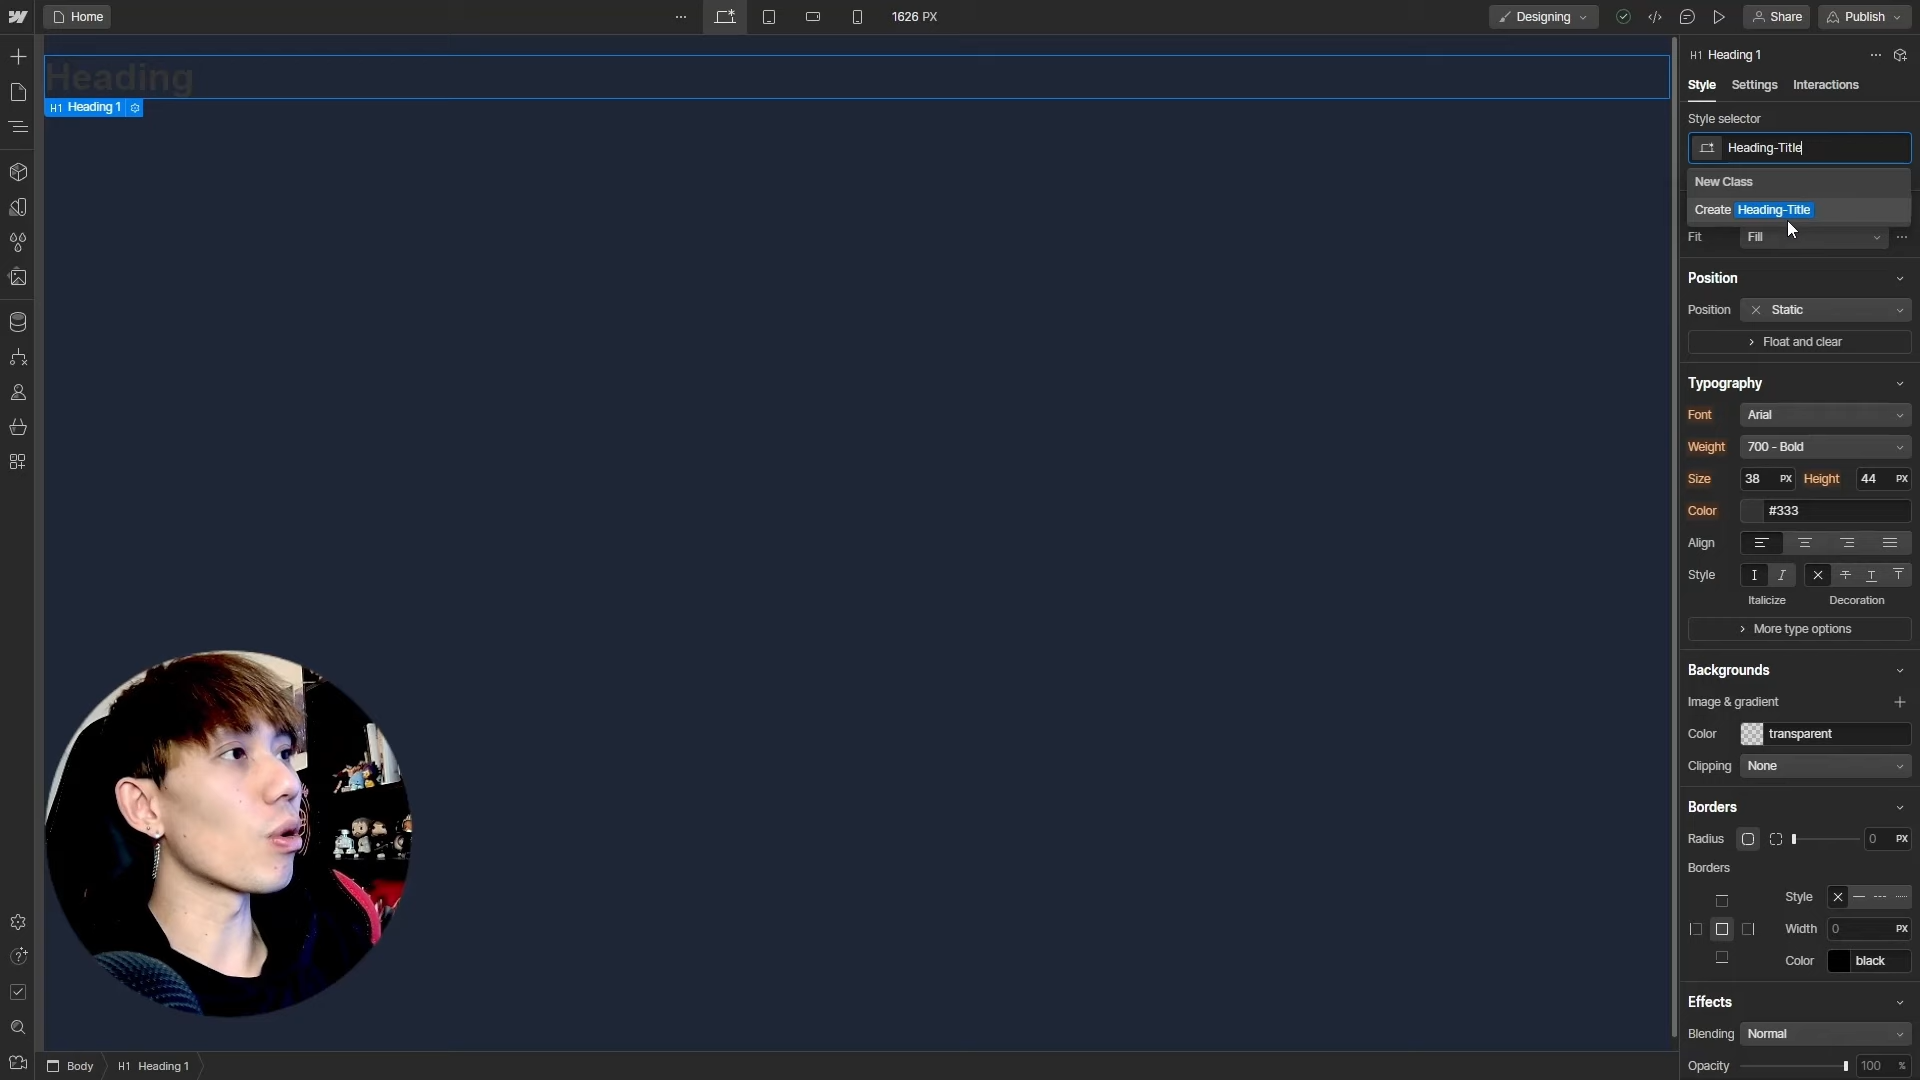 Home
1626 PX
Designing
Share
Publish
Heading
H1 Heading 1
H1 Heading 1
Style Settings Interactions
Style selector
Heading-Title
New Class
Create Heading-Title
Fit Fill
Position
Position Static
Float and clear
Typography
Font Arial
Weight 700 - Bold
Size 38 PX Height 44 PX
Color #333
Align
Style
Italicize Decoration
More type options
Backgrounds
Image & gradient
Color transparent
Clipping None
Borders
Radius 0 PX
Borders
Style
Width 0 PX
Color black
Effects
Blending Normal
Opacity 100 %
Body H1 Heading 1